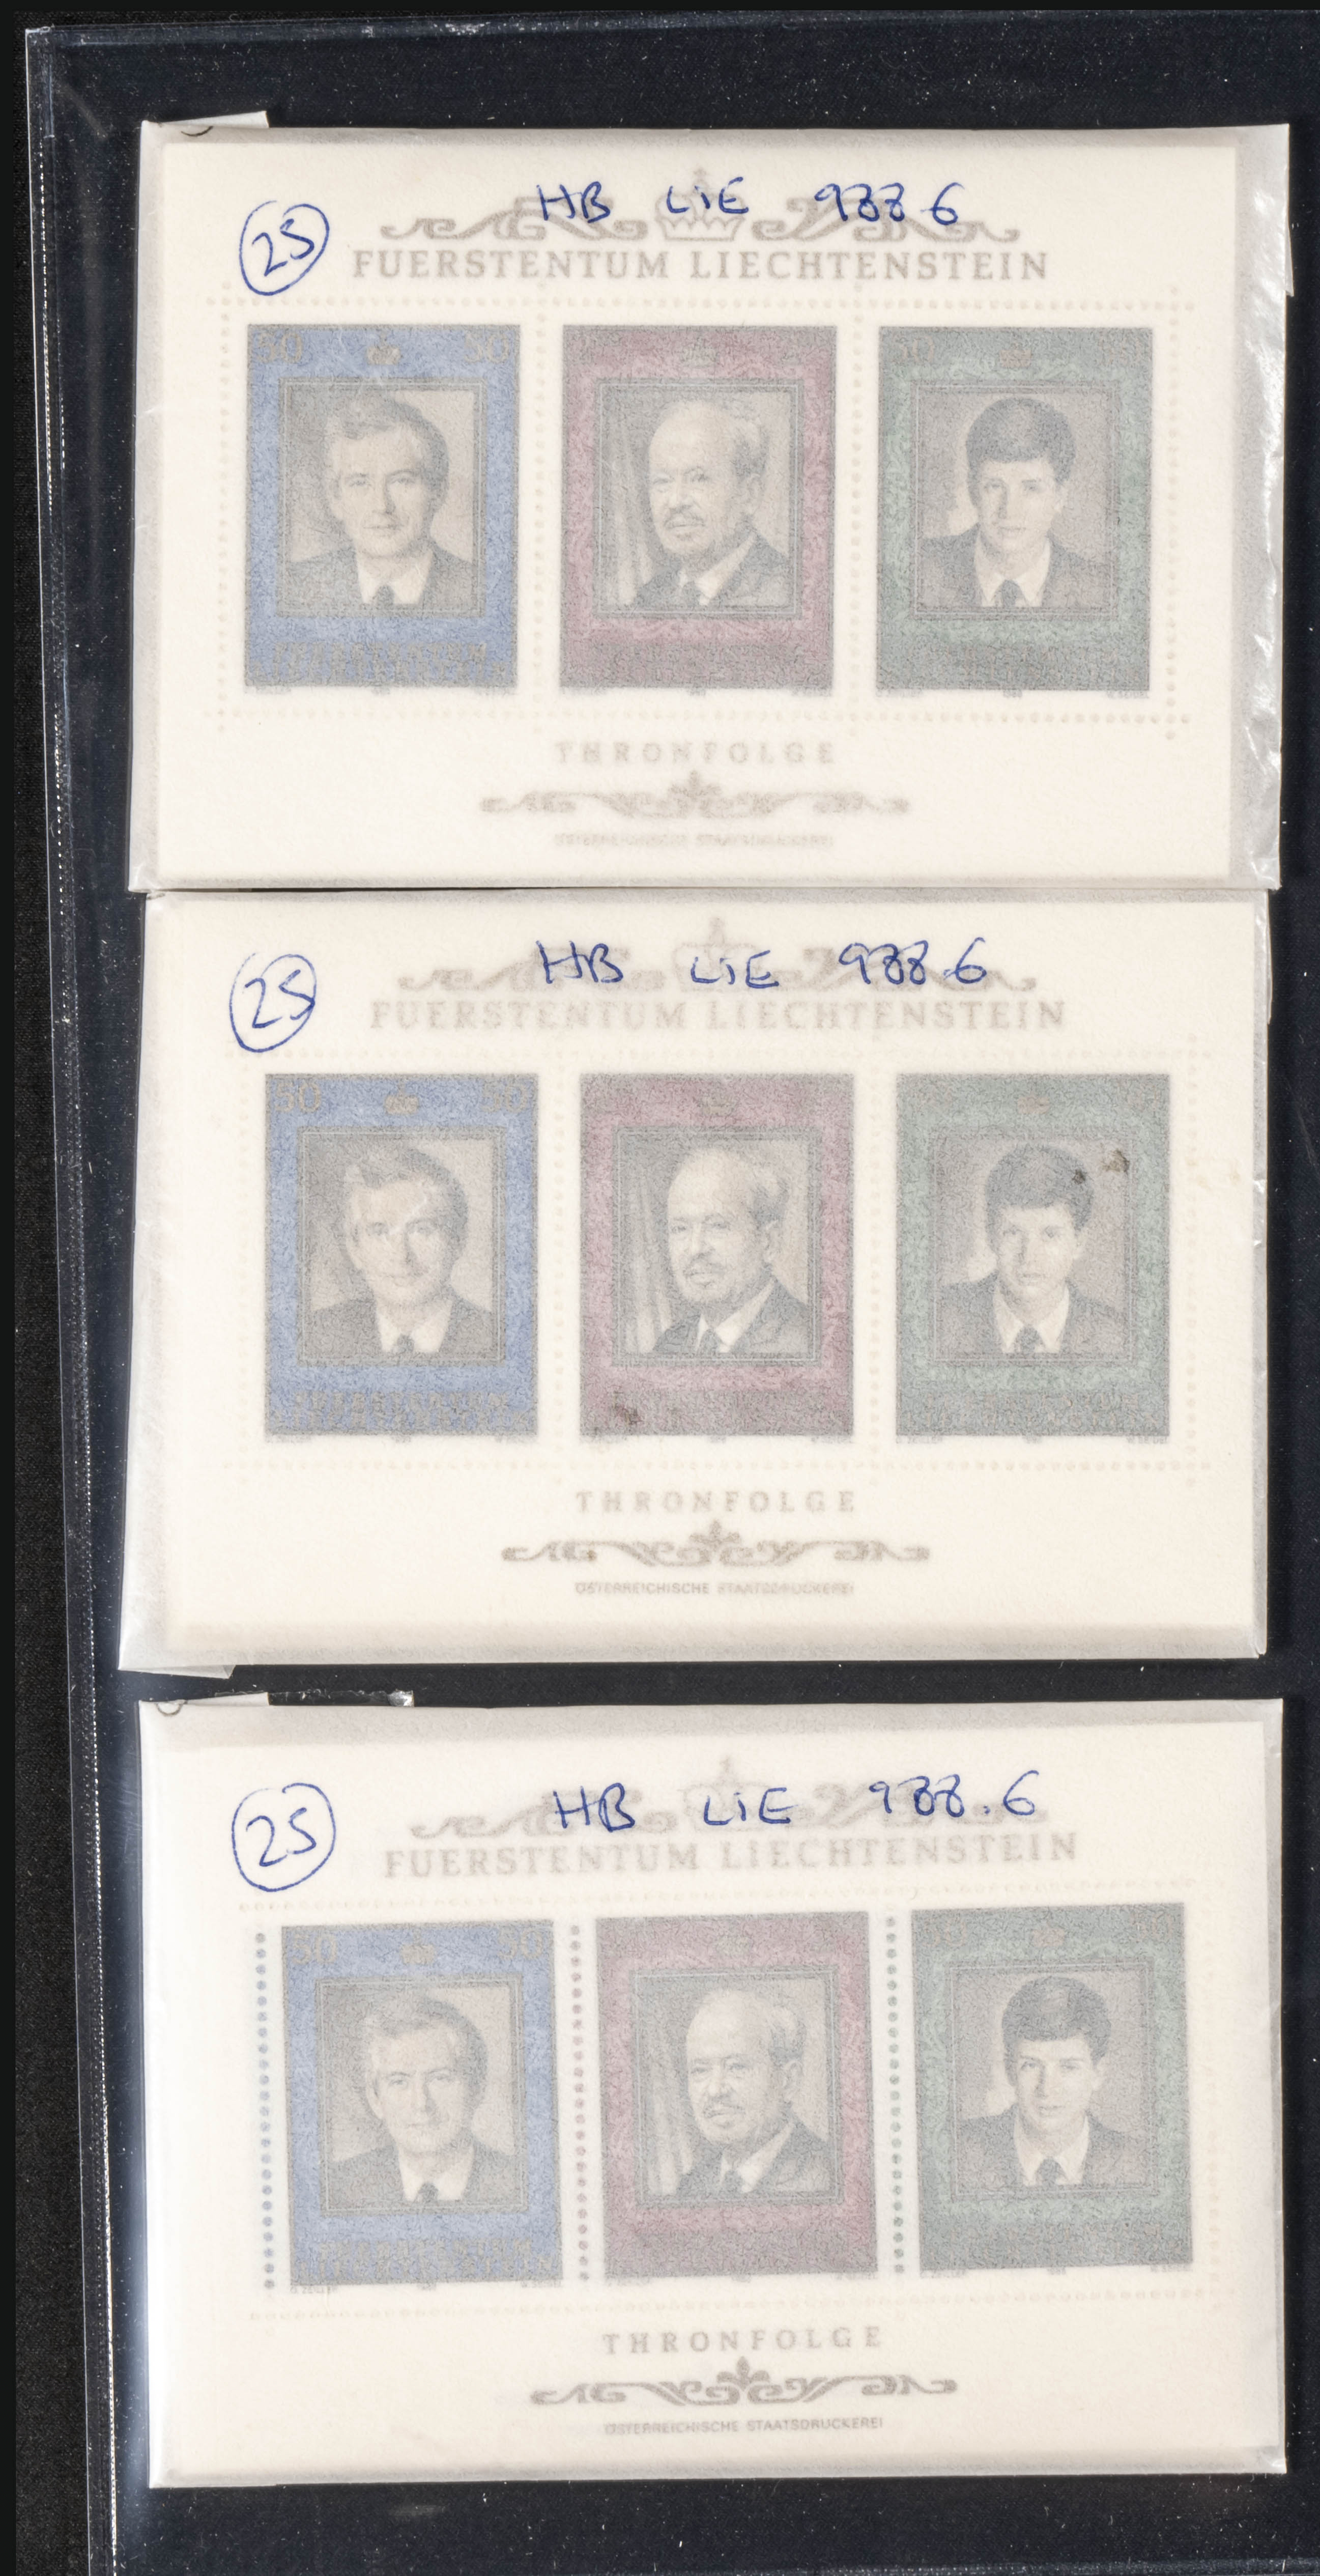 HB LIE 988 6
25
FUERSTENTUM LIECHTENSTEIN
50 50
50
THRONFOLGE
ÖSTERREICHISCHE STAATSDRUCKEREI
HB LIE 988.6
25
FUERSTENTUM LIECHTENSTEIN
50 50
THRONFOLGE
ÖSTERREICHISCHE STAATSDRUCKEREI
HB LIE 988.6
25
FUERSTENTUM LIECHTENSTEIN
50 50
THRONFOLGE
ÖSTERREICHISCHE STAATSDRUCKEREI